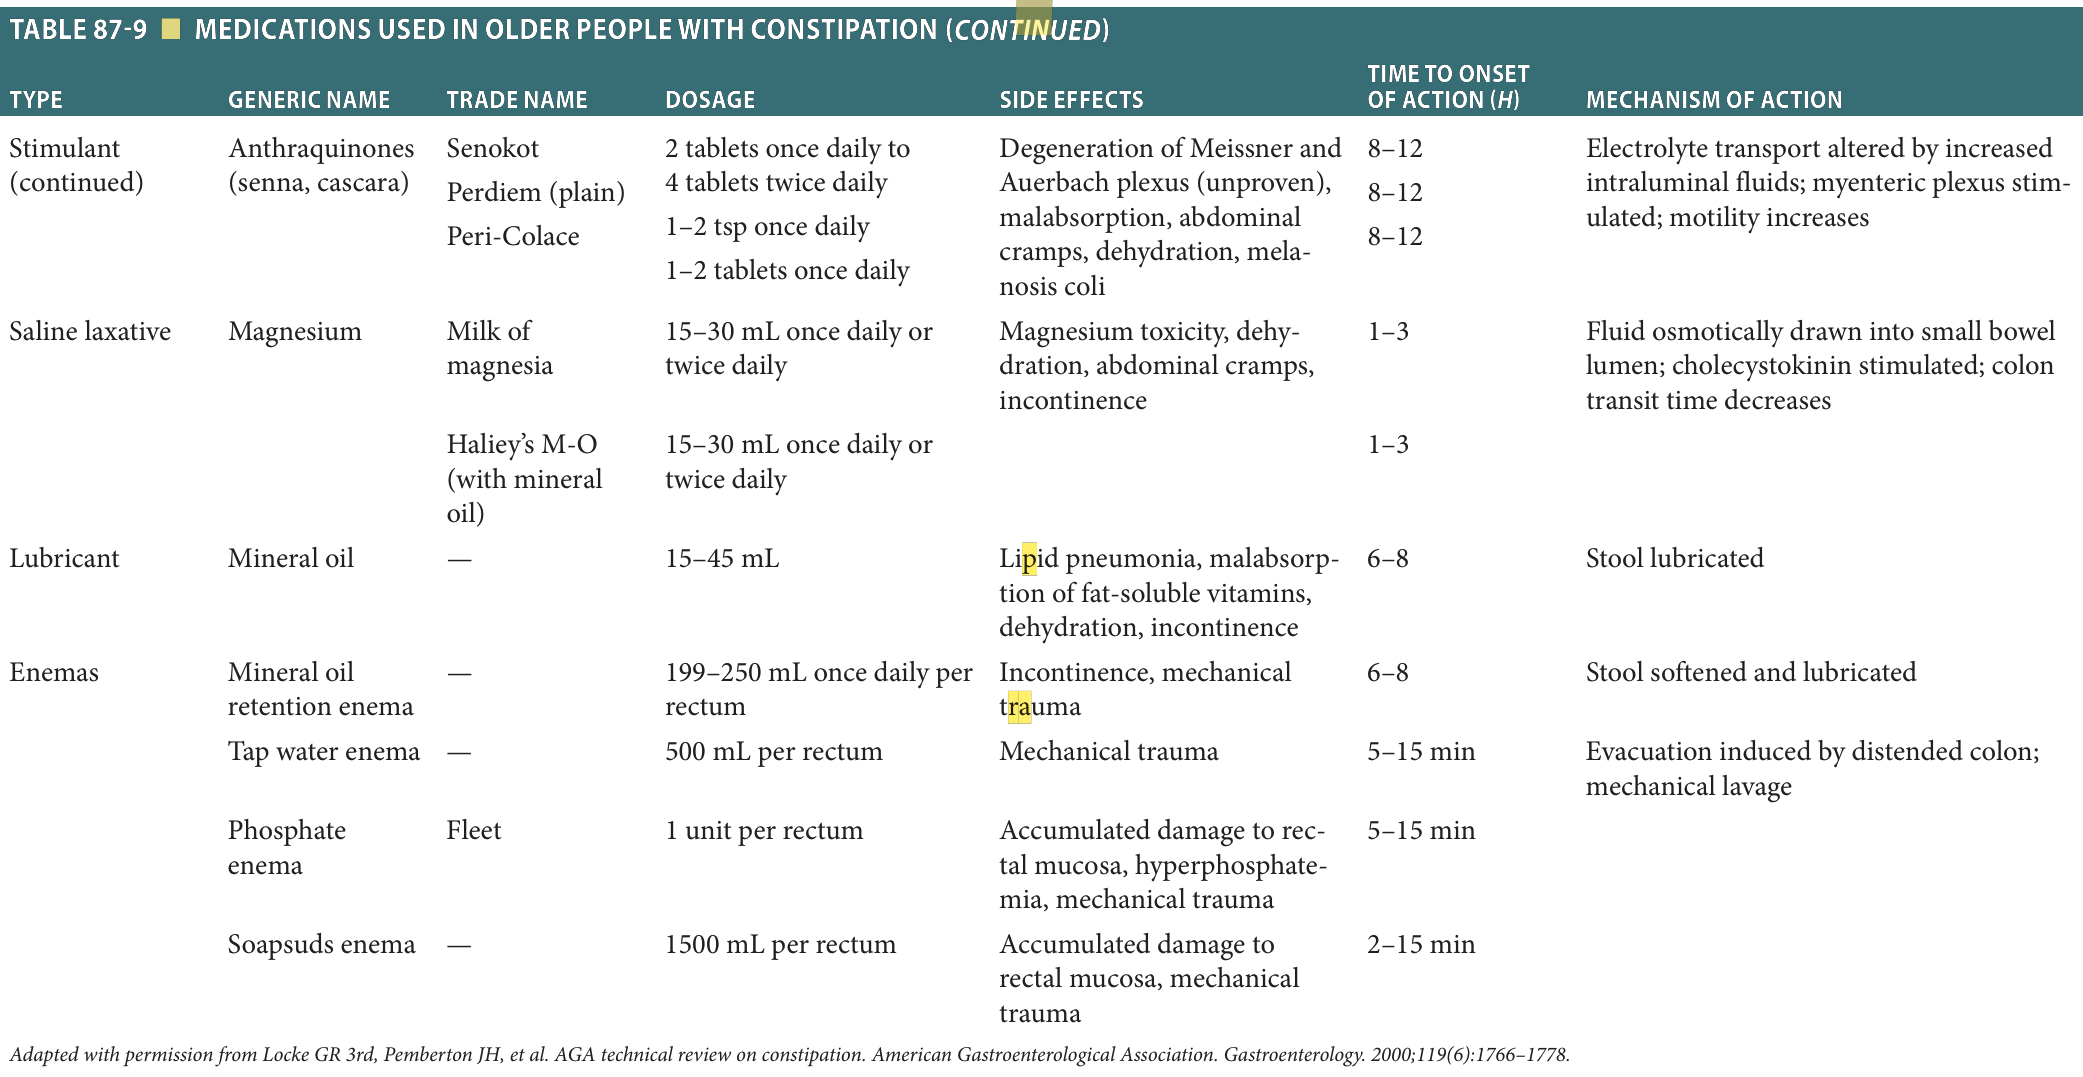 TABLE 87-9 MEDICATIONS USED IN OLDER PEOPLE WITH CONSTIPATION (CONTINUED)
TYPE GENERIC NAME TRADE NAME DOSAGE SIDE EFFECTS TIME TO ONSET OF ACTION (H) MECHANISM OF ACTION
Stimulant
(continued)
Anthraquinones
(senna, cascara)
Senokot
Perdiem (plain)
Peri-Colace
2 tablets once daily to
4 tablets twice daily
1–2 tsp once daily
1–2 tablets once daily
Degeneration of Meissner and
Auerbach plexus (unproven),
malabsorption, abdominal
cramps, dehydration, mela-
nosis coli
8–12
8–12
8–12
Electrolyte transport altered by increased
intraluminal fluids; myenteric plexus stim-
ulated; motility increases
Saline laxative
Magnesium
Milk of
magnesia
15–30 mL once daily or
twice daily
Magnesium toxicity, dehy-
dration, abdominal cramps,
incontinence
1–3
Fluid osmotically drawn into small bowel
lumen; cholecystokinin stimulated; colon
transit time decreases
Haliey’s M-O
(with mineral
oil)
15–30 mL once daily or
twice daily
1–3
Lubricant
Mineral oil
—
15–45 mL
Lipid pneumonia, malabsorp-
tion of fat-soluble vitamins,
dehydration, incontinence
6–8
Stool lubricated
Enemas
Mineral oil
retention enema
—
199–250 mL once daily per
rectum
Incontinence, mechanical
trauma
6–8
Stool softened and lubricated
Tap water enema
—
500 mL per rectum
Mechanical trauma
5–15 min
Evacuation induced by distended colon;
mechanical lavage
Phosphate
enema
Fleet
1 unit per rectum
Accumulated damage to rec-
tal mucosa, hyperphosphate-
mia, mechanical trauma
5–15 min
Soapsuds enema
—
1500 mL per rectum
Accumulated damage to
rectal mucosa, mechanical
trauma
2–15 min
Adapted with permission from Locke GR 3rd, Pemberton JH, et al. AGA technical review on constipation. American Gastroenterological Association. Gastroenterology. 2000;119(6):1766–1778.